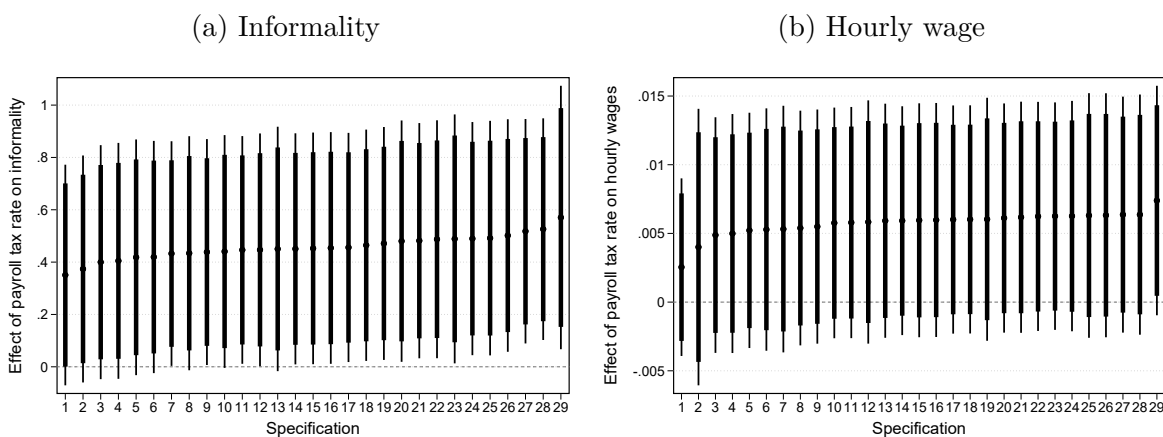 (a) Informality
Effect of payroll tax rate on informality
1
.8
.6
.4
.2
0
1 2 3 4 5 6 7 8 9 10 11 12 13 14 15 16 17 18 19 20 21 22 23 24 25 26 27 28 29
Specification
(b) Hourly wage
Effect of payroll tax rate on hourly wages
.015
.01
.005
0
-.005
1 2 3 4 5 6 7 8 9 10 11 12 13 14 15 16 17 18 19 20 21 22 23 24 25 26 27 28 29
Specification